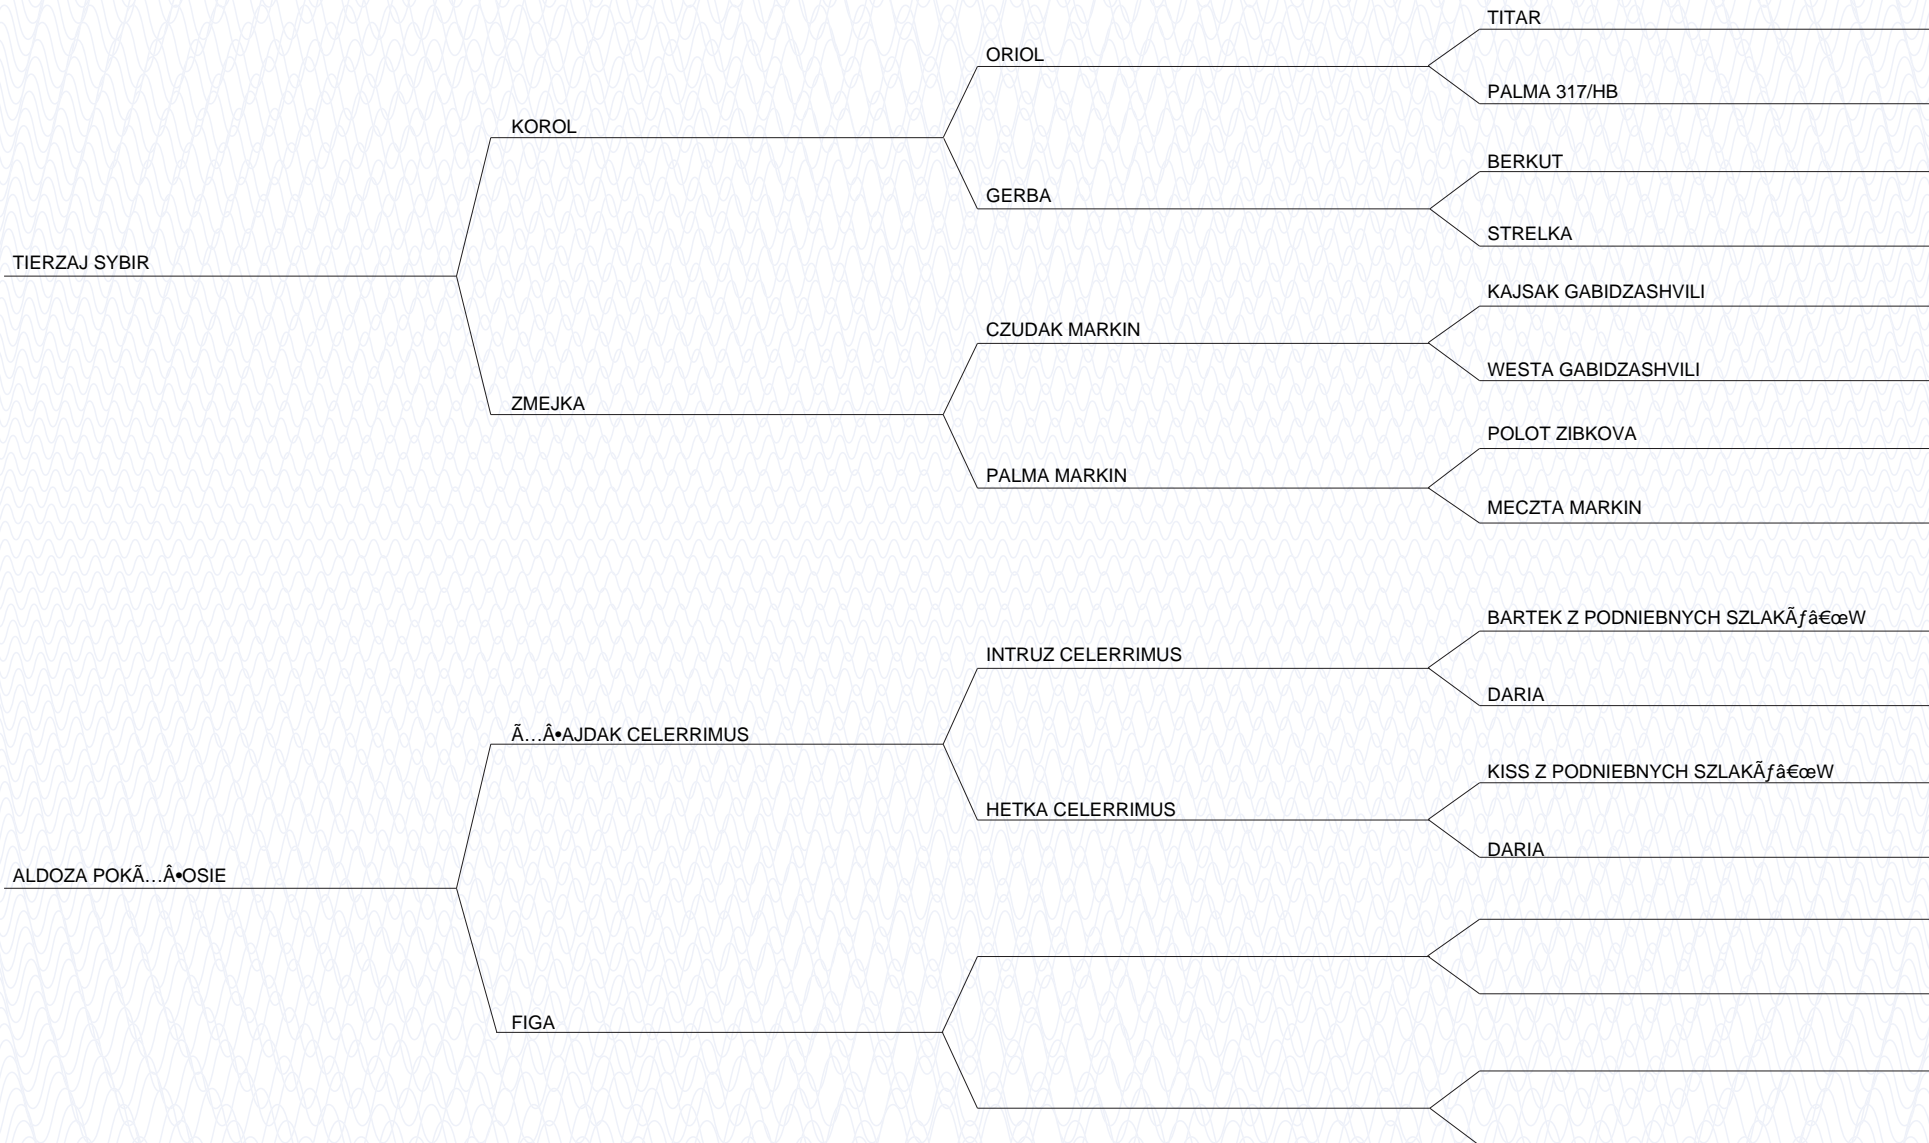 TITAR
ORIOL
PALMA 317/HB
KOROL
BERKUT
GERBA
STRELKA
TIERZAJ SYBIR
KAJSAK GABIDZASHVILI
CZUDAK MARKIN
WESTA GABIDZASHVILI
ZMEJKA
POLOT ZIBKOVA
PALMA MARKIN
MECZTA MARKIN
BARTEK Z PODNIEBNYCH SZLAKÃƒâ€œW
INTRUZ CELERRIMUS
DARIA
Ã…Â•AJDAK CELERRIMUS
KISS Z PODNIEBNYCH SZLAKÃƒâ€œW
HETKA CELERRIMUS
DARIA
ALDOZA POKÃ…Â•OSIE
FIGA